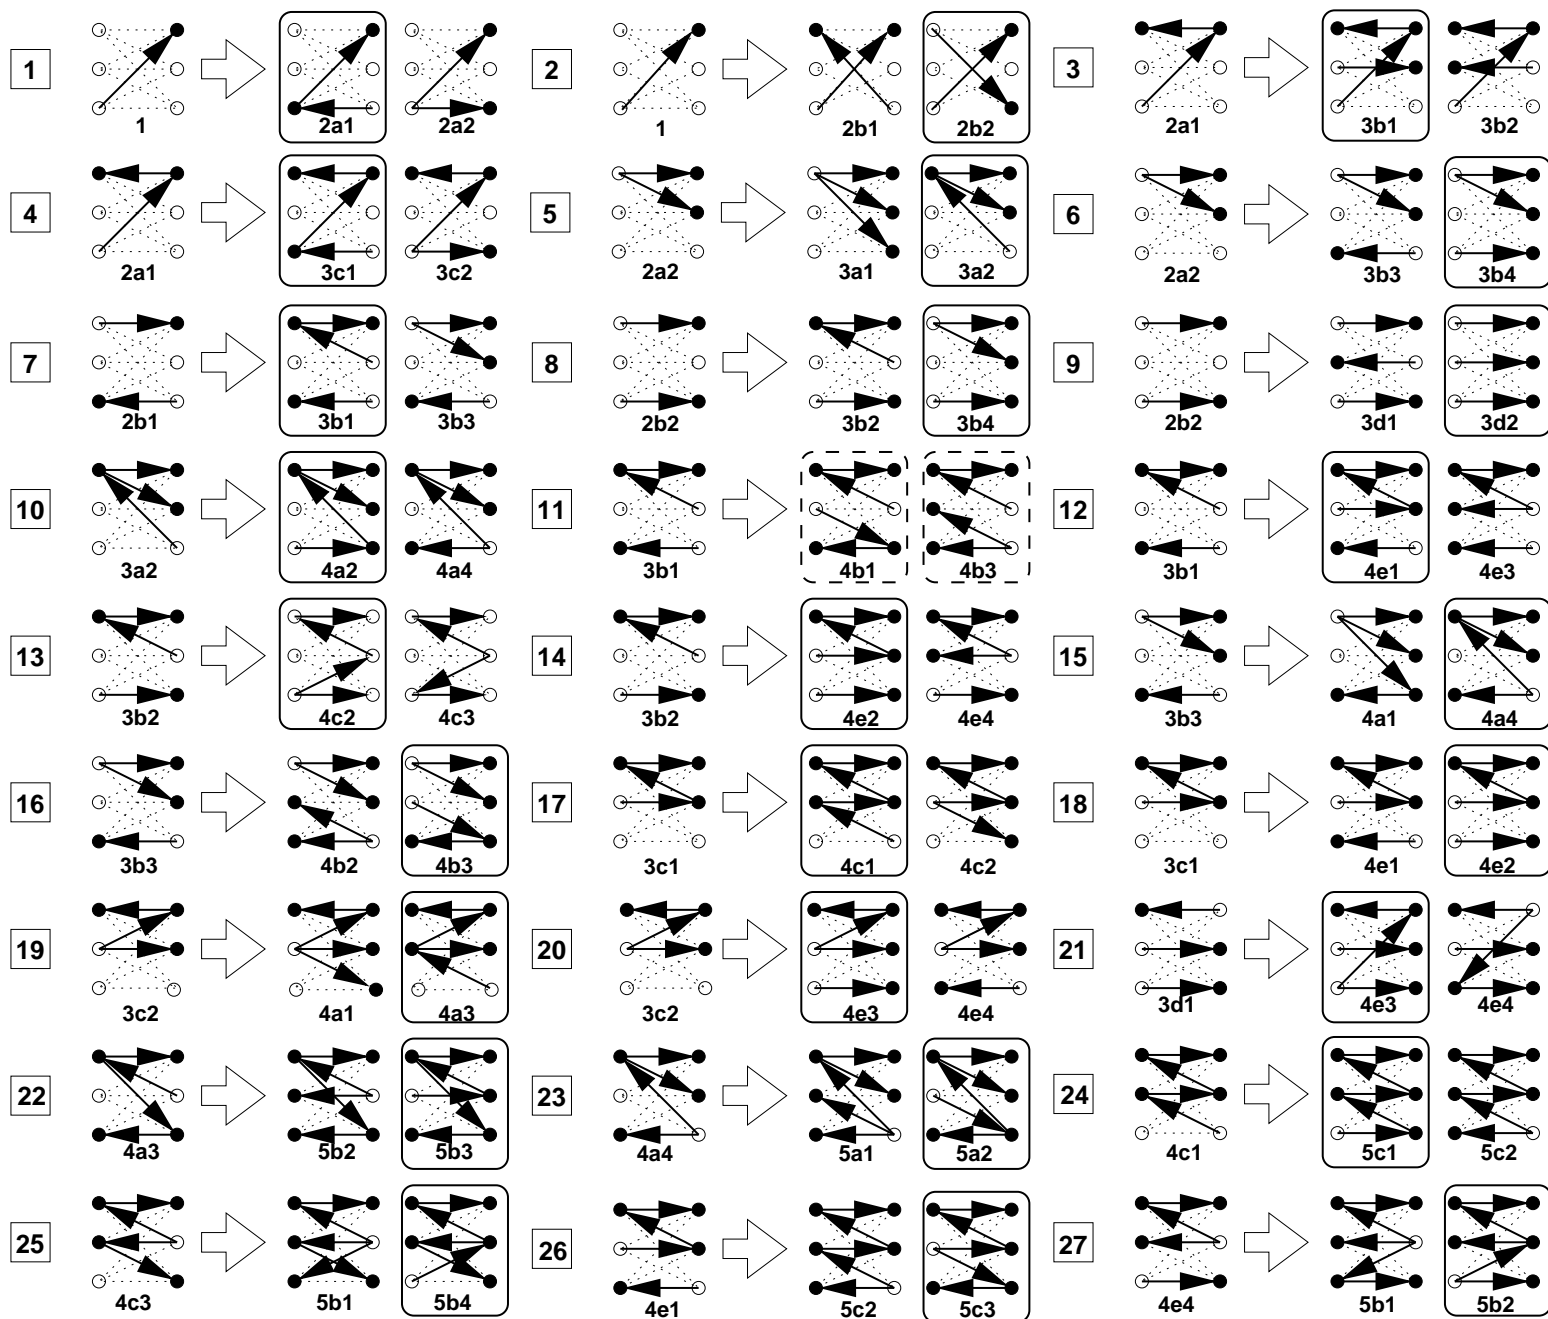 1 1 2a1 2a2
2 1 2b1 2b2
3 2a1 3b1 3b2
4 2a1 3c1 3c2
5 2a2 3a1 3a2
6 2a2 3b3 3b4
7 2b1 3b1 3b3
8 2b2 3b2 3b4
9 2b2 3d1 3d2
10 3a2 4a2 4a4
11 3b1 4b1 4b3
12 3b1 4e1 4e3
13 3b2 4c2 4c3
14 3b2 4e2 4e4
15 3b3 4a1 4a4
16 3b3 4b2 4b3
17 3c1 4c1 4c2
18 3c1 4e1 4e2
19 3c2 4a1 4a3
20 3c2 4e3 4e4
21 3d1 4e3 4e4
22 4a3 5b2 5b3
23 4a4 5a1 5a2
24 4c1 5c1 5c2
25 4c3 5b1 5b4
26 4e1 5c2 5c3
27 4e4 5b1 5b2